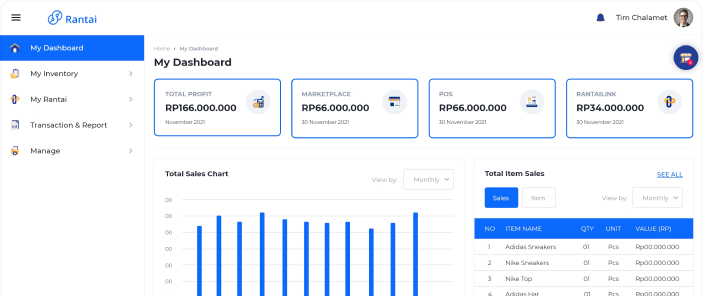 Rantai
Tim Chalamet
My Dashboard
My Inventory
My Rantai
Transaction & Report
Manage
Home • My Dashboard
My Dashboard
TOTAL PROFIT
RP166.000.000
November 2021
MARKETPLACE
RP66.000.000
30 November 2021
POS
RP66.000.000
30 November 2021
RANTAILINK
RP34.000.000
30 November 2021
Total Sales Chart
View by: Monthly
00
00
00
00
00
00
Total Item Sales SEE ALL
Sales Item View by: Monthly
NO ITEM NAME QTY UNIT VALUE (RP)
1 Adidas Sneakers 01 Pcs Rp00.000.000
2 Nike Sneakers 01 Pcs Rp00.000.000
3 Nike Top 01 Pcs Rp00.000.000
4 Adidas Hat 01 Pcs Rp00.000.000